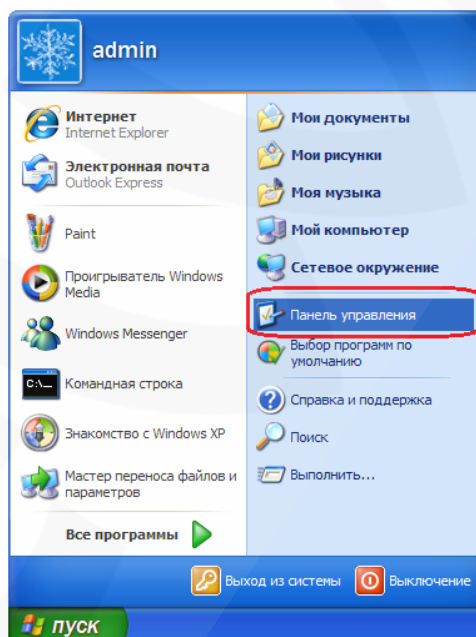 admin
Интернет
Internet Explorer
Электронная почта
Outlook Express
Paint
Проигрыватель Windows
Media
Windows Messenger
C:\_
Командная строка
Знакомство с Windows XP
Мастер переноса файлов и
параметров
Все программы
Мои документы
Мои рисунки
Моя музыка
Мой компьютер
Сетевое окружение
Панель управления
Выбор программ по
умолчанию
Справка и поддержка
Поиск
Выполнить...
Выход из системы
Выключение
пуск